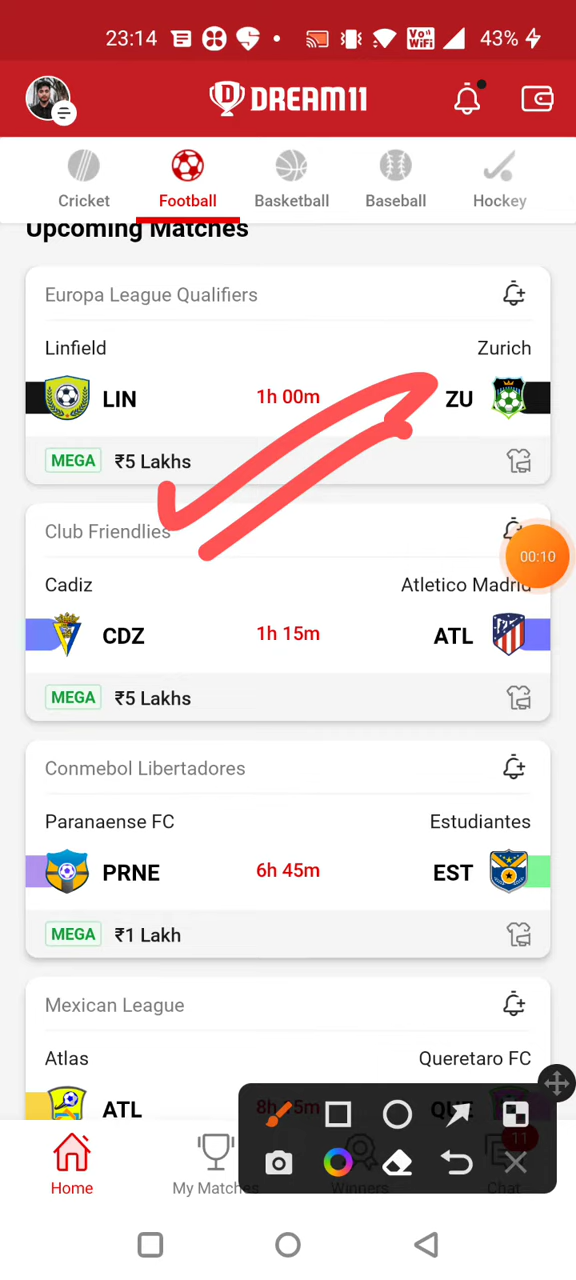 23:14
Vo))
WiFi
43%
DREAM11
Cricket
Football
Basketball
Baseball
Hockey
Upcoming Matches
Europa League Qualifiers
Linfield Zurich
LIN 1h 00m ZU
MEGA ₹5 Lakhs
Club Friendlies
00:10
Cadiz Atletico Madrid
CDZ 1h 15m ATL
MEGA ₹5 Lakhs
Conmebol Libertadores
Paranaense FC Estudiantes
PRNE 6h 45m EST
MEGA ₹1 Lakh
Mexican League
Atlas Queretaro FC
ATL
11
Home My Matches Winners Chat